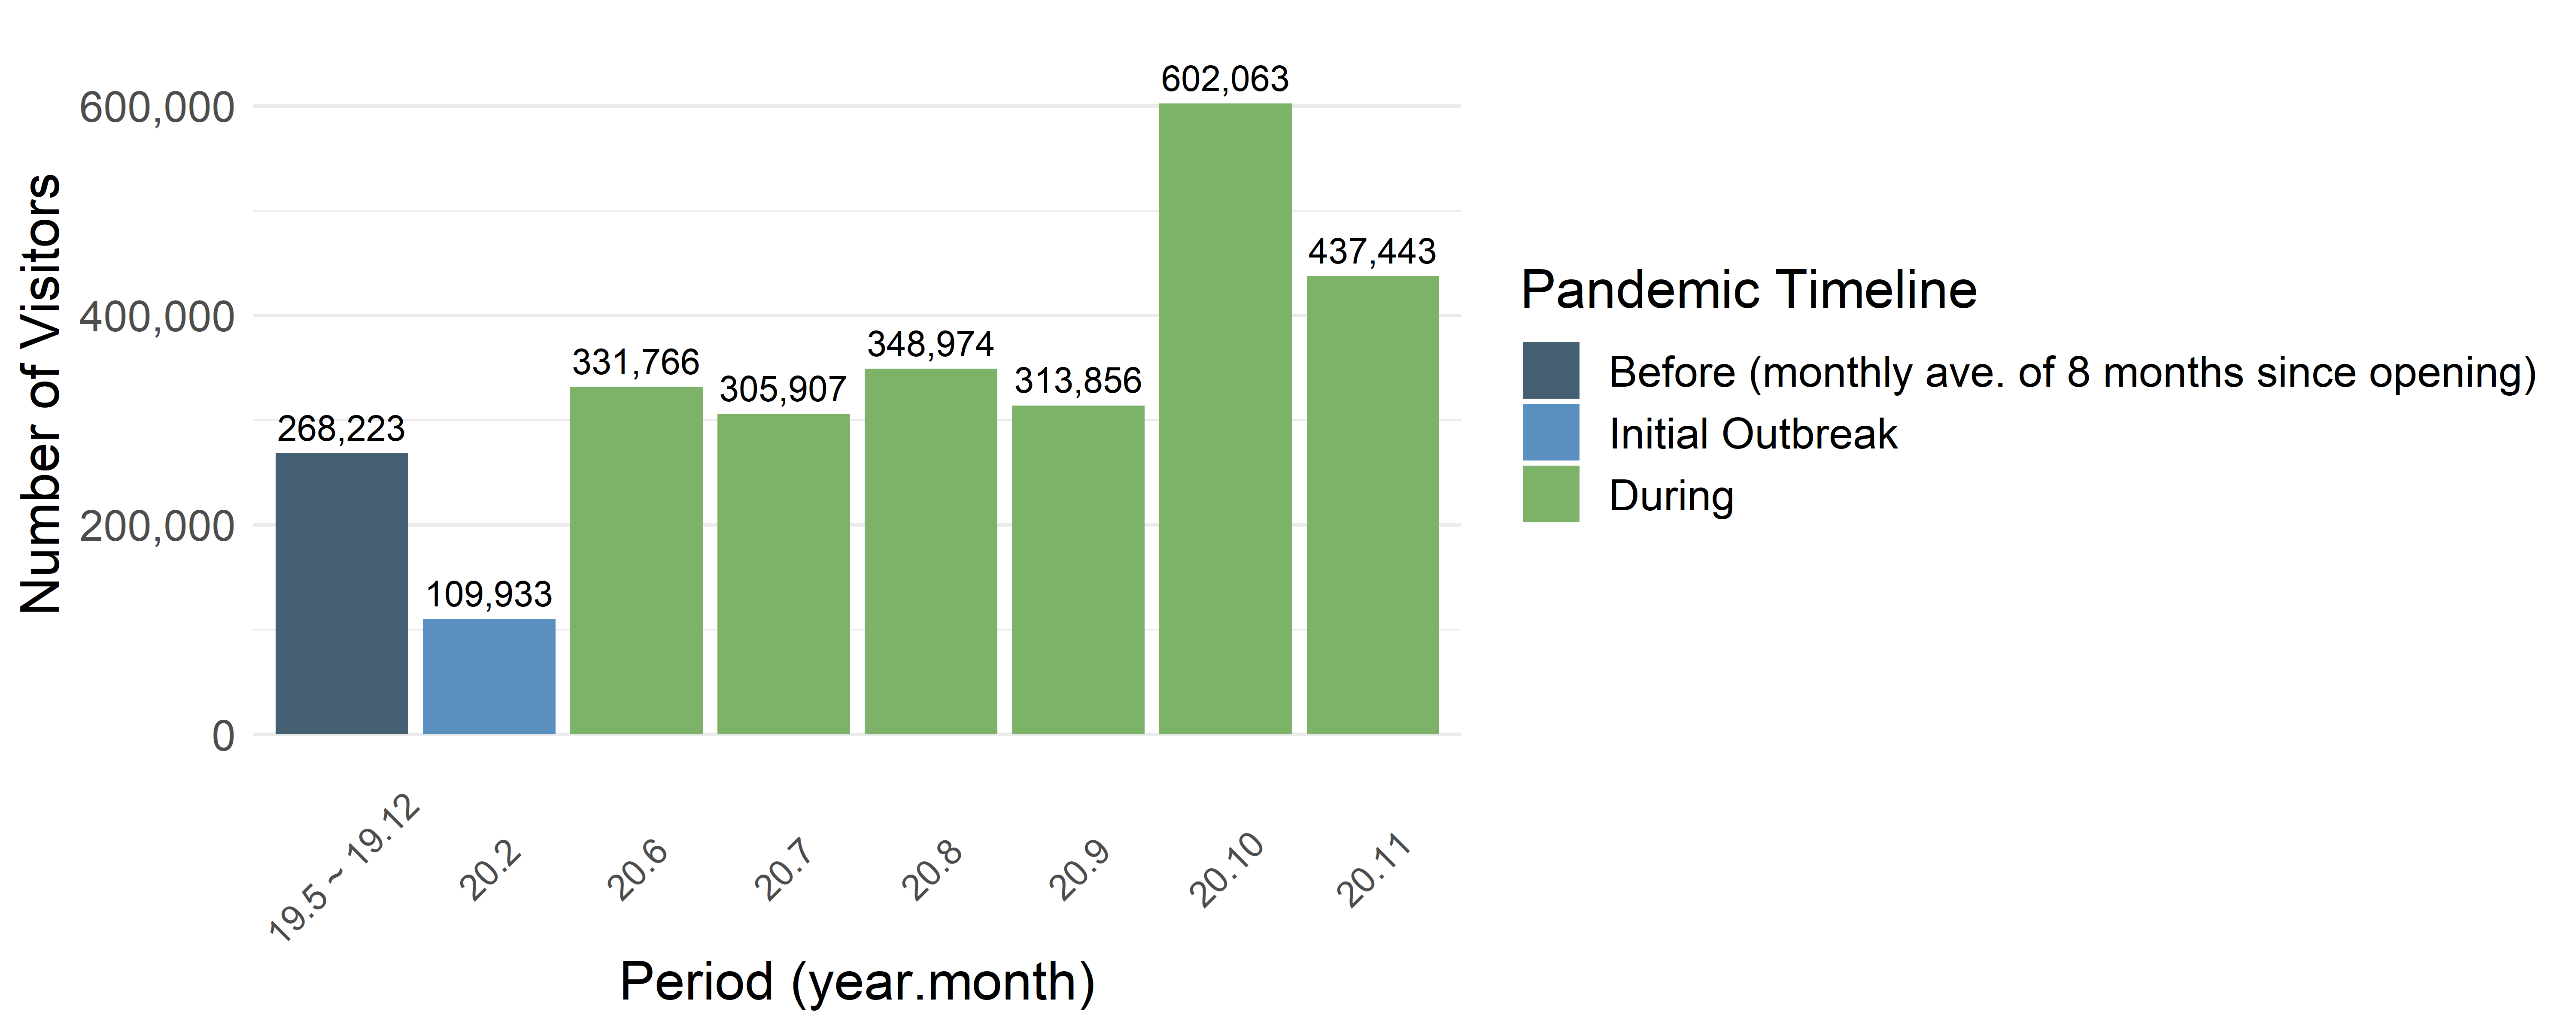 Number of Visitors
600,000
400,000
200,000
0
268,223
109,933
331,766
305,907
348,974
313,856
602,063
437,443
19.5 ~ 19.12
20.2
20.6
20.7
20.8
20.9
20.10
20.11
Period (year.month)
Pandemic Timeline
Before (monthly ave. of 8 months since opening)
Initial Outbreak
During